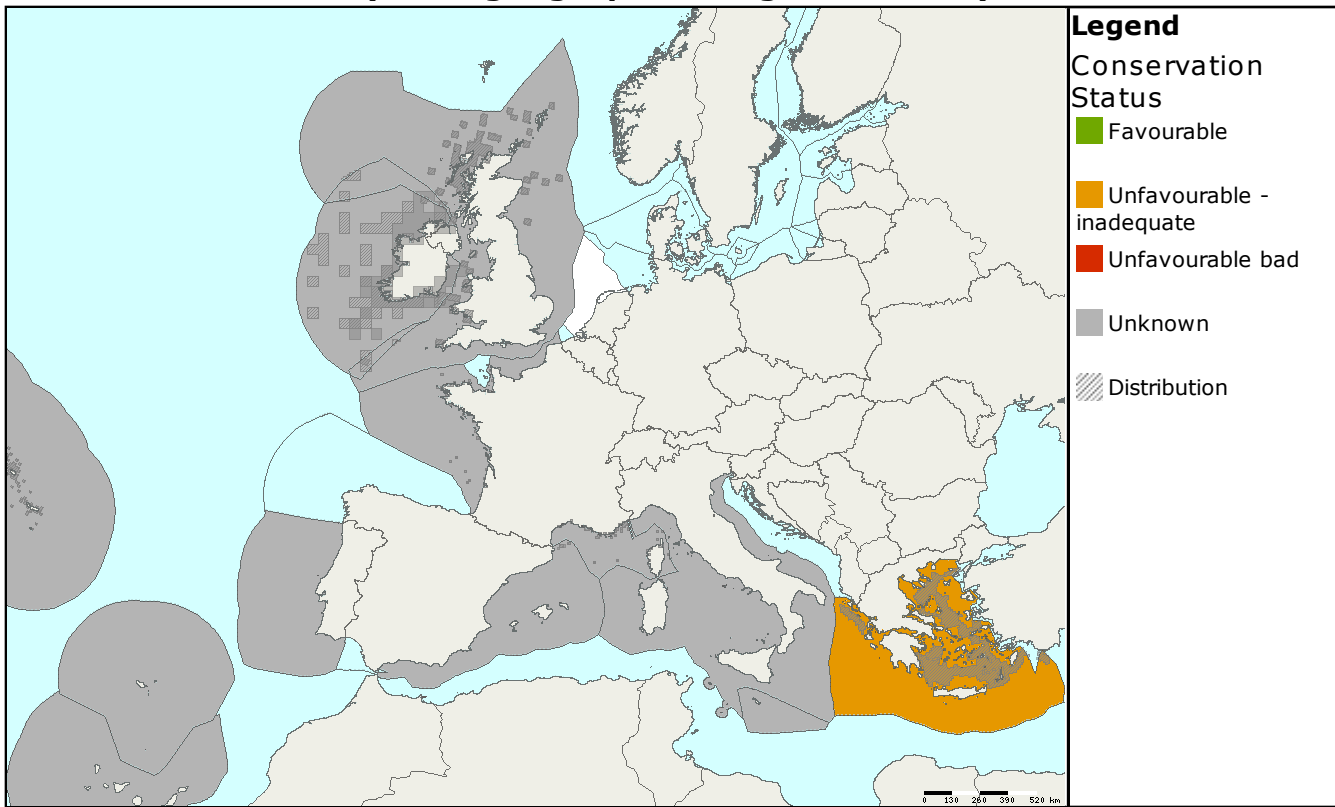 Legend
Conservation
Status
Favourable
Unfavourable -
inadequate
Unfavourable bad
Unknown
Distribution
0 130 260 390 520 km